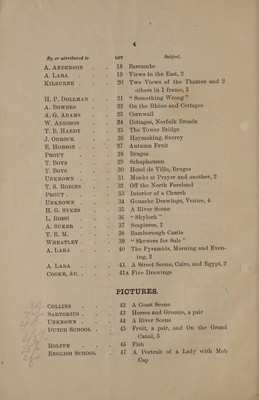 4
By or attributed to LOT Subject.
A. ANDERSON . . 18 Barcombe
A. LARA . . 19 Views in the East, 2
KILBURNE . . 20 Two Views of the Thames and 2
others in 1 frame, 3
H. P. DOLLMAN . 21 "Something Wrong"
A. BOWERS . . 22 On the Rhine and Cottages
A. G. ADAMS . . 23 Cornwall
W. ADDISON . . 24 Cottages, Norfolk Broads
T. B. HARDY . . 25 The Tower Bridge
J. ORROCK . . 26 Haymaking, Surrey
E. HOBSON . . 27 Autumn Fruit
PROUT . . 28 Bruges
T. BOYS . . 29 Schaphausen
T. BOYS . . 30 Hotel de Ville, Bruges
UNKNOWN . . 31 Monks at Prayer and another, 2
T. S. ROBINS . . 32 Off the North Foreland
PROUT . . 33 Interior of a Church
UNKNOWN . . 34 Gouache Drawings, Venice, 4
H. G. SYKES . . 35 A River Scene
L. ROSSI . . 36 "Shylock"
A. SUKER . . 37 Seapieces, 2
T. R. M. . . 38 Bamborough Castle
WHEATLEY . . 39 "Skewers for Sale"
A. LARA . . 40 The Pyramids, Morning and Even-
ing, 2
A. LARA . . 41 A Street Scene, Cairo, and Egypt, 2
COOKE, &C. . . 41A Five Drawings
PICTURES.
COLLINS . . 42 A Coast Scene
SARTORIUS . . 43 Horses and Grooms, a pair
UNKNOWN . . 44 A River Scene
DUTCH SCHOOL . 45 Fruit, a pair, and On the Grand
Canal, 3
ROLFFE . . 46 Fish
ENGLISH SCHOOL . 47 A Portrait of a Lady with Mob
Cap